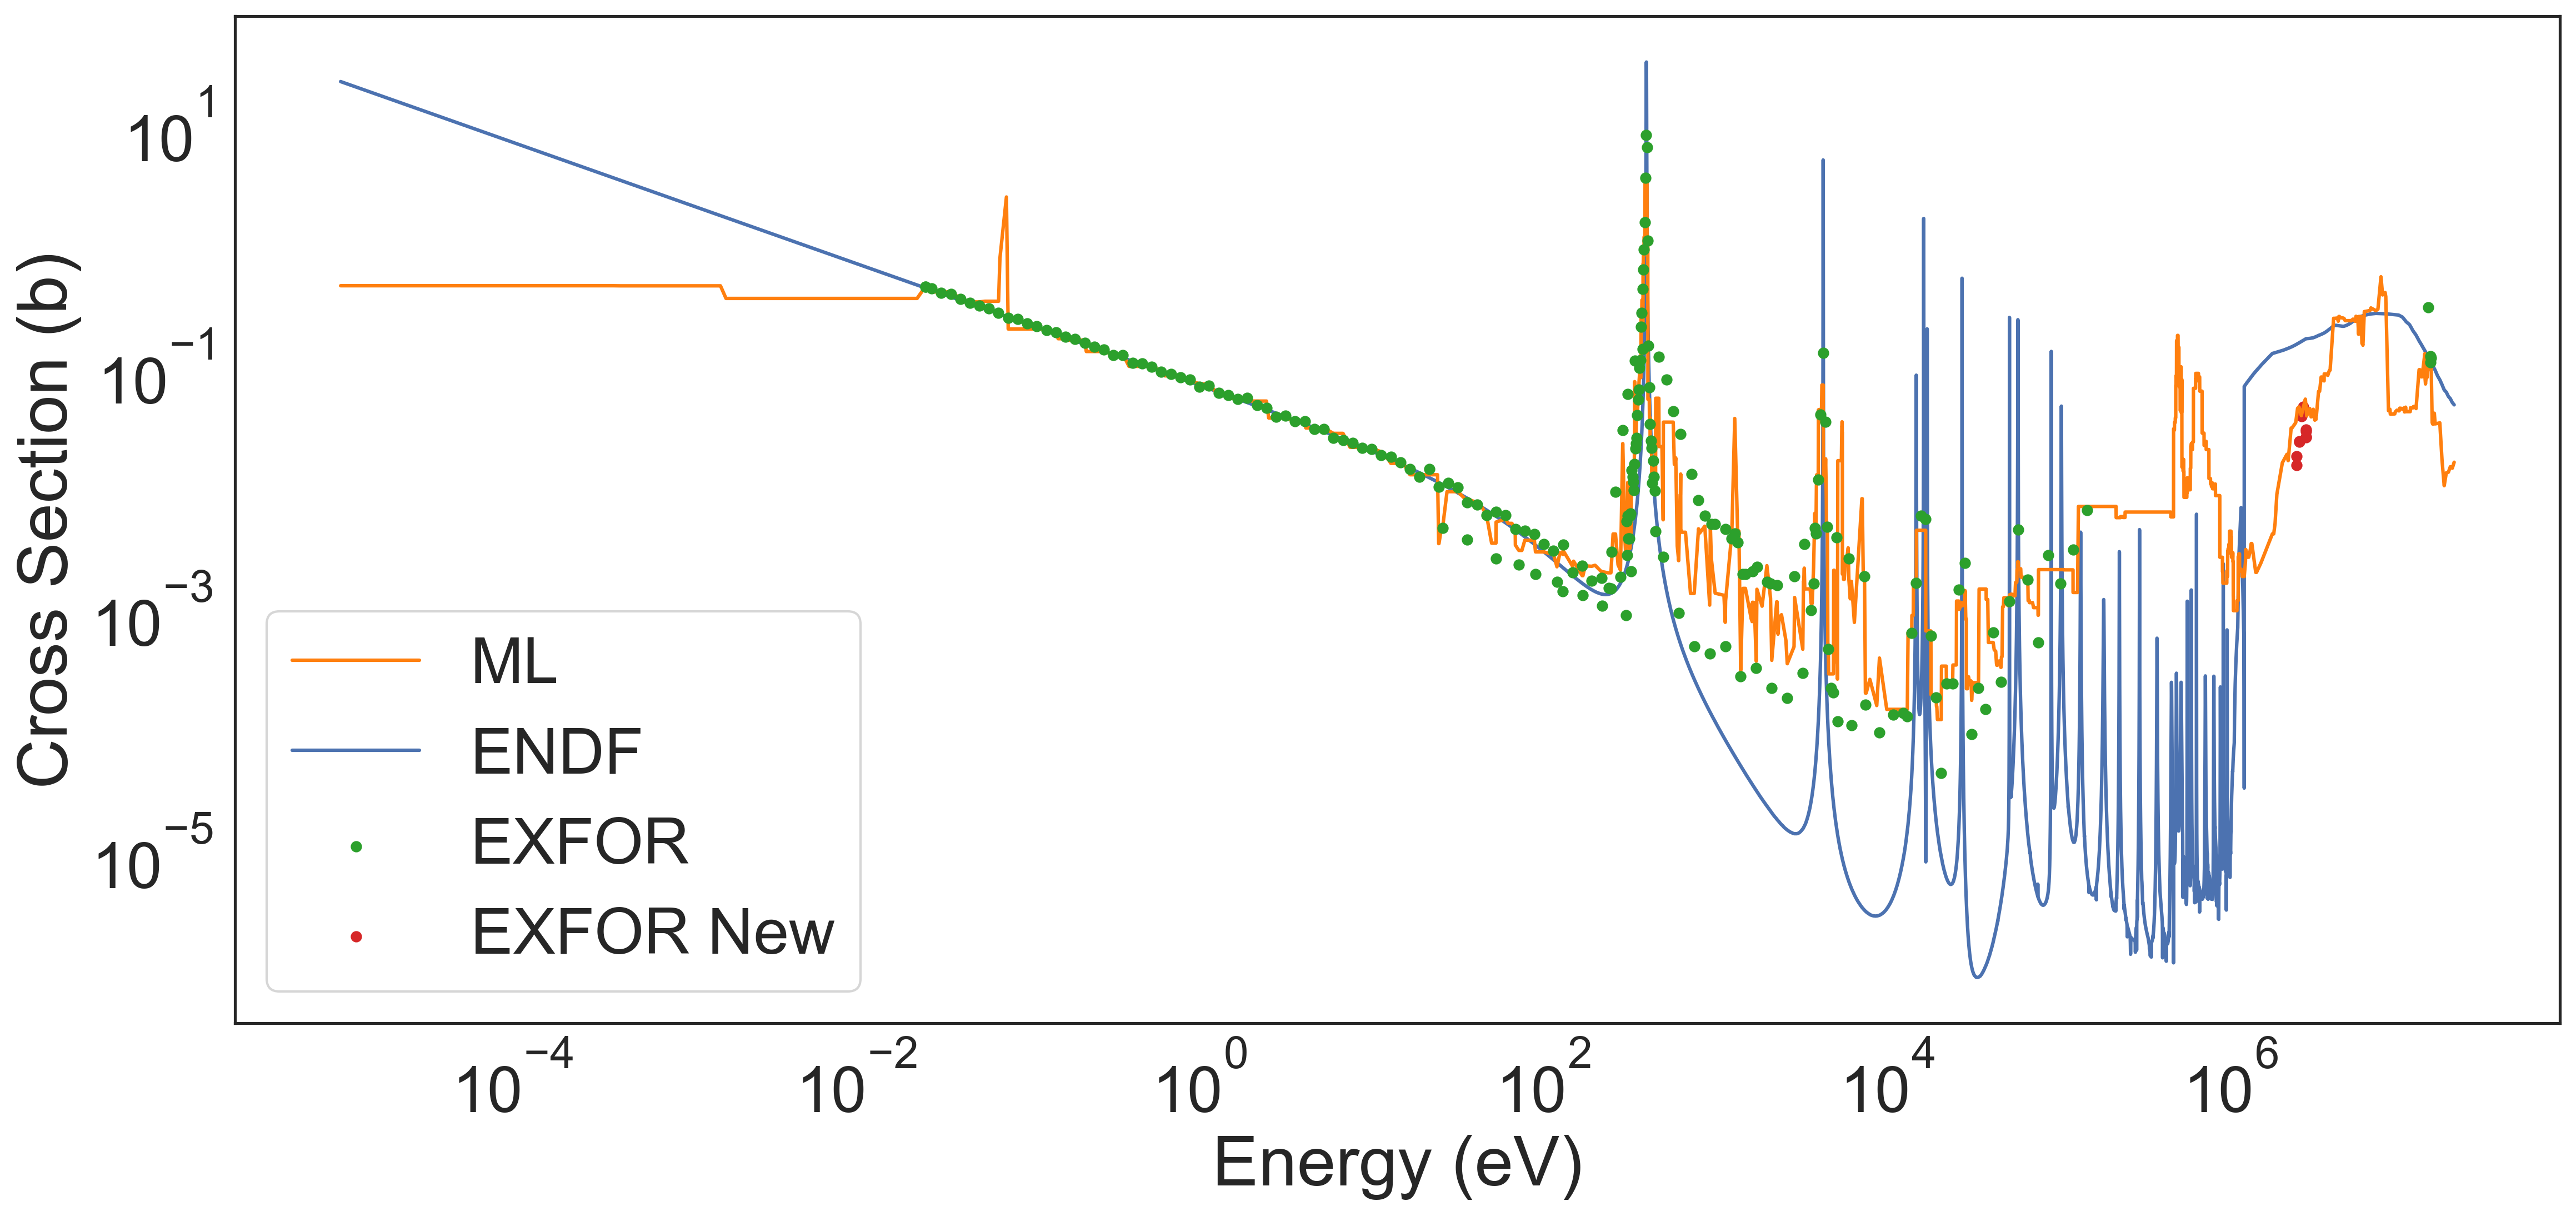 Cross Section (b)
10^1
10^−1
10^−3
10^−5
ML
ENDF
EXFOR
EXFOR New
10^−4 10^−2 10^0 10^2 10^4 10^6
Energy (eV)